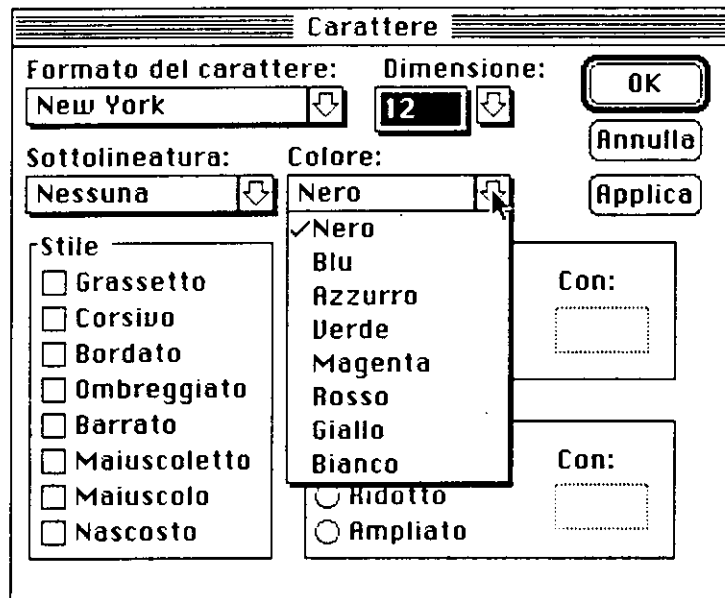 Carattere
Formato del carattere: Dimensione:
New York 12
OK
Annulla
Sottolineatura: Colore:
Nessuna Nero
Applica
Stile
Grassetto
Corsivo
Bordato
Ombreggiato
Barrato
Maiuscoletto
Maiuscolo
Nascosto
Nero
Blu
Azzurro
Verde
Magenta
Rosso
Giallo
Bianco
Con:
Con:
Ridotto
Ampliato